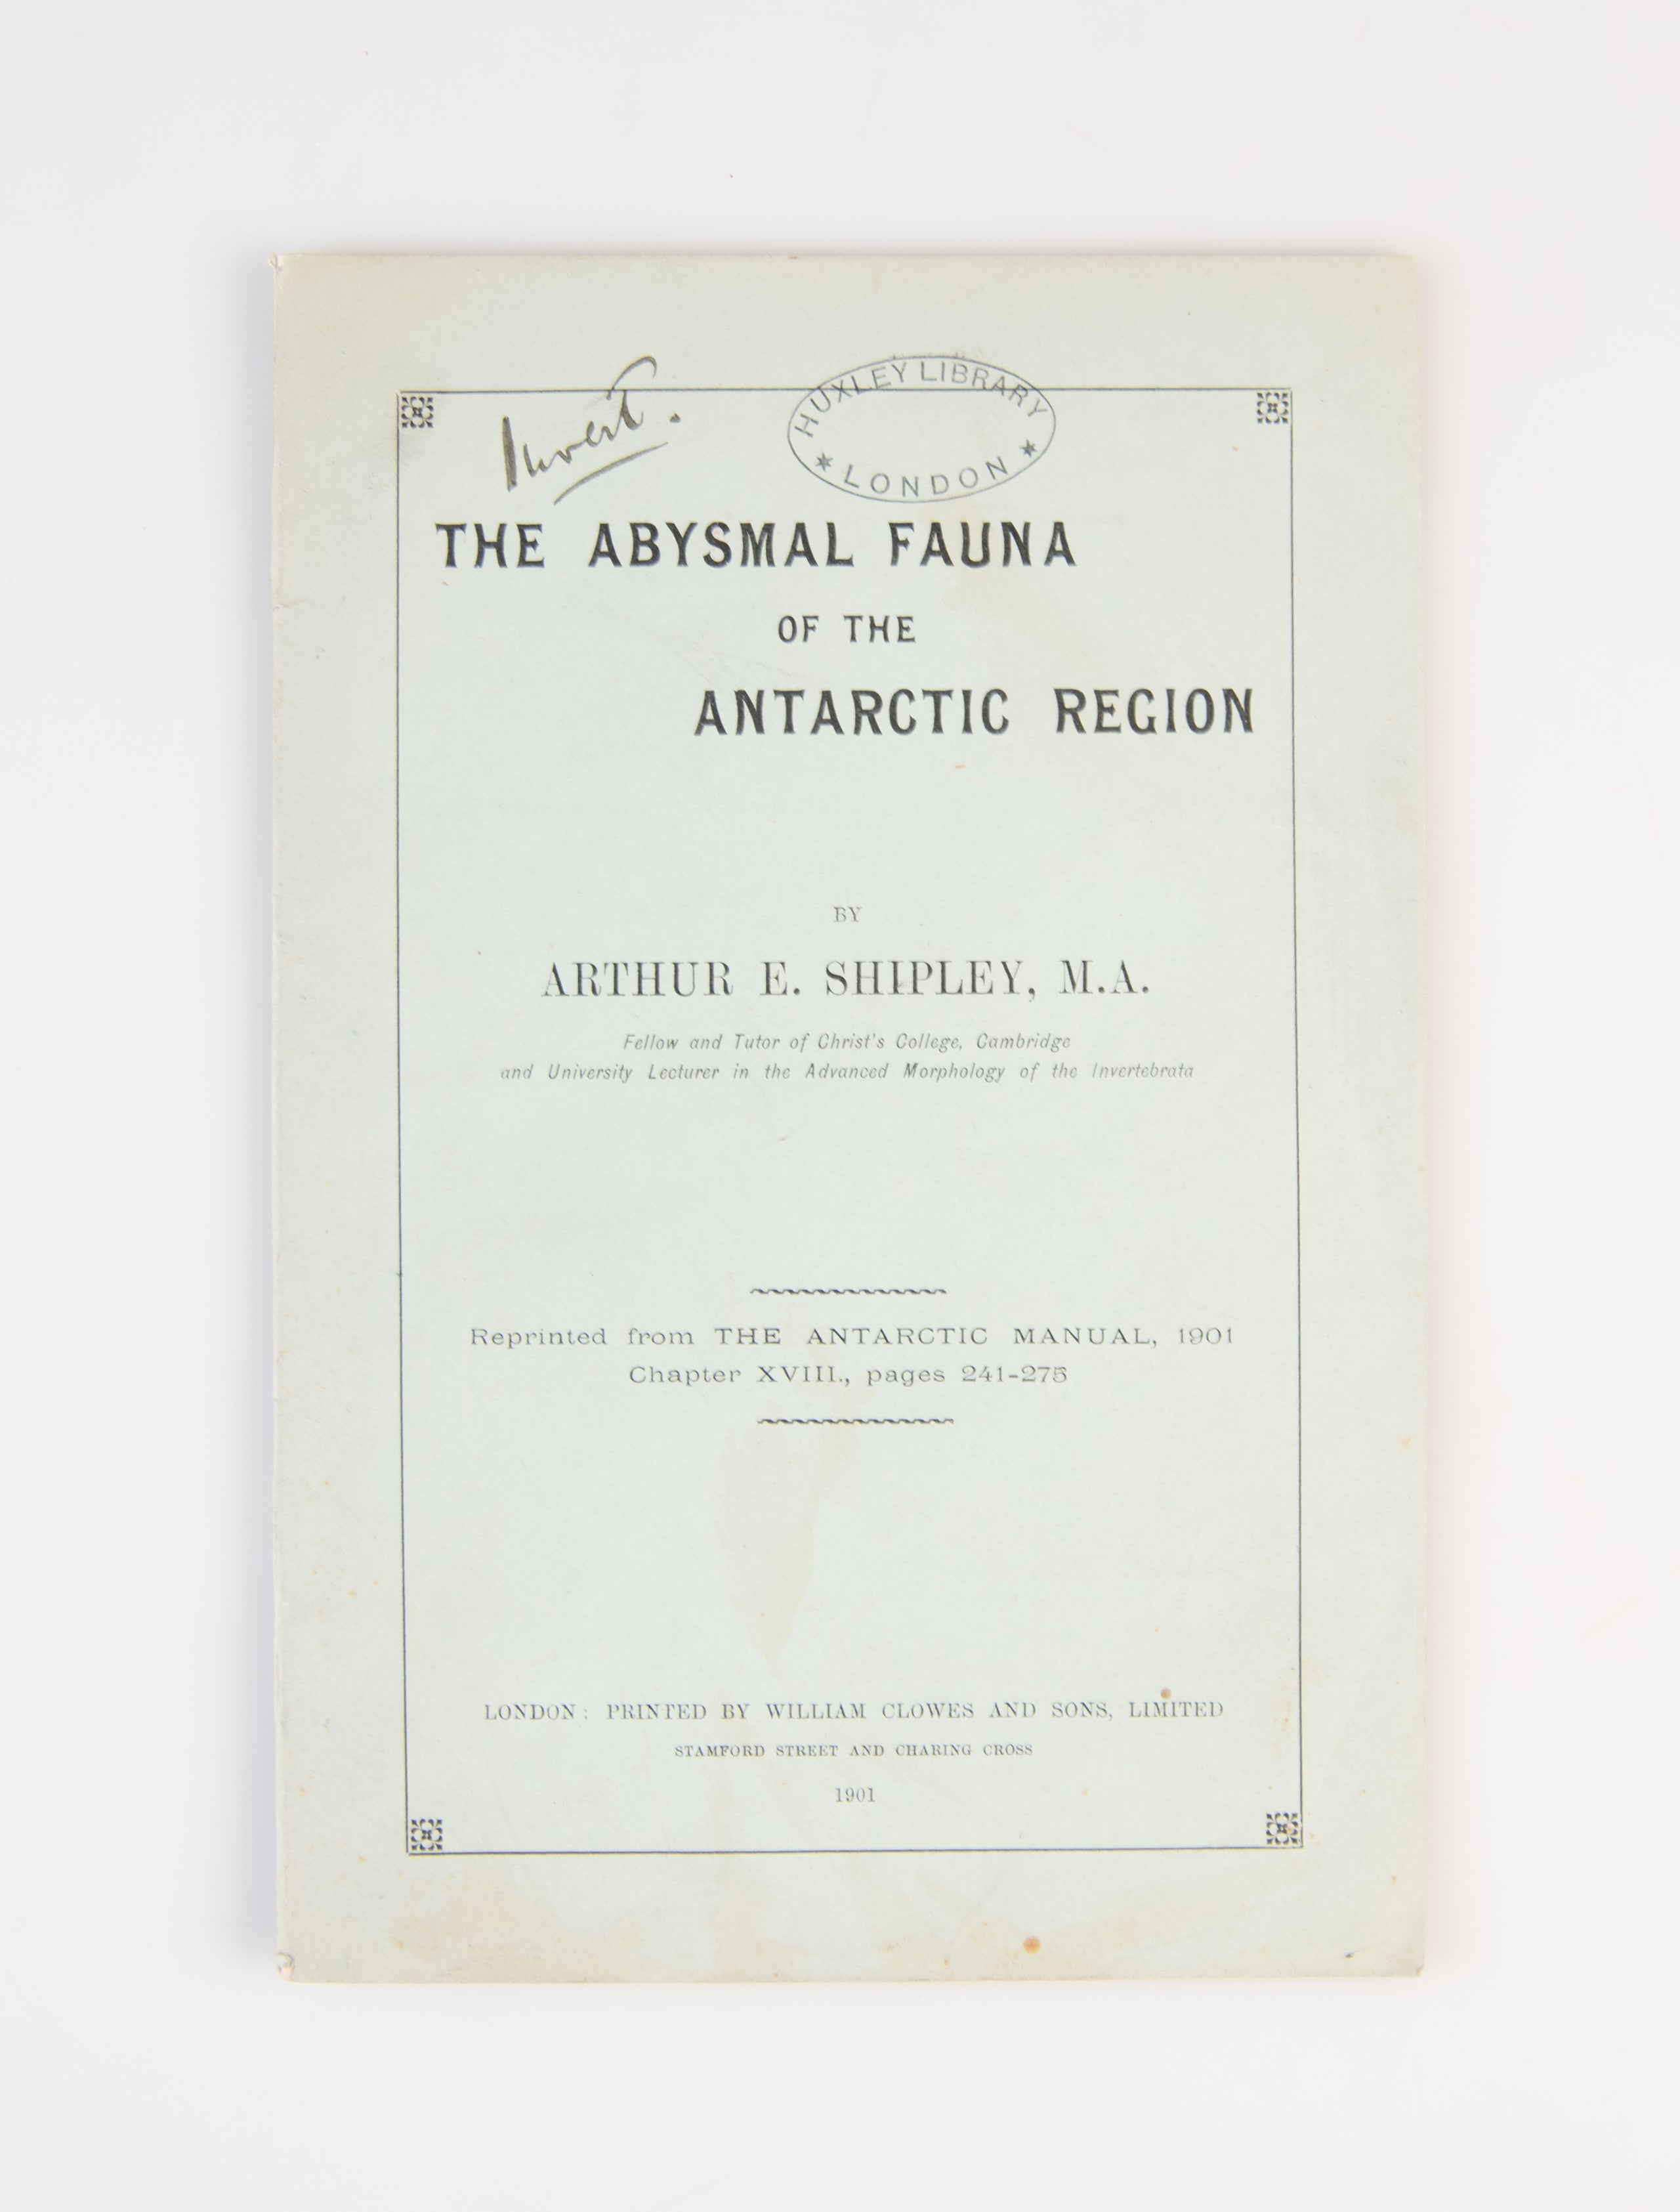 Invert.
HUXLEY LIBRARY
* LONDON *
THE ABYSMAL FAUNA
OF THE
ANTARCTIC REGION
BY
ARTHUR E. SHIPLEY, M.A.
Fellow and Tutor of Christ's College, Cambridge
and University Lecturer in the Advanced Morphology of the Invertebrata
Reprinted from THE ANTARCTIC MANUAL, 1901
Chapter XVIII., pages 241-275
LONDON: PRINTED BY WILLIAM CLOWES AND SONS, LIMITED
STAMFORD STREET AND CHARING CROSS
1901